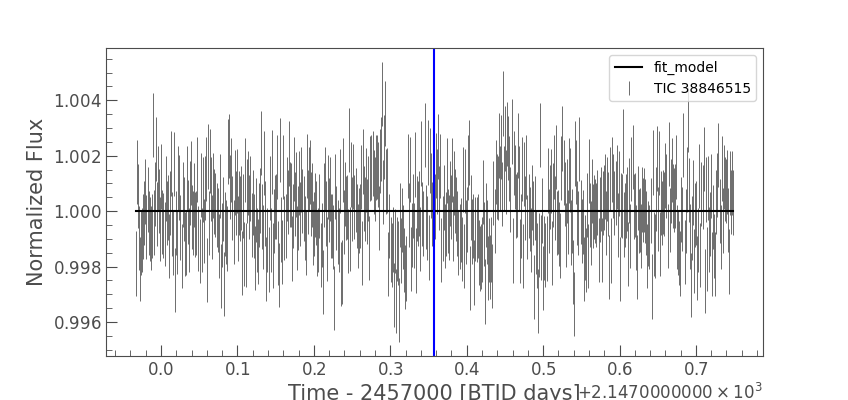 fit_model
TIC 38846515
1.004
1.002
1.000
0.998
0.996
Normalized Flux
0.0 0.1 0.2 0.3 0.4 0.5 0.6 0.7
Time - 2457000 [BTJD days]
+2.1470000000 × 10³